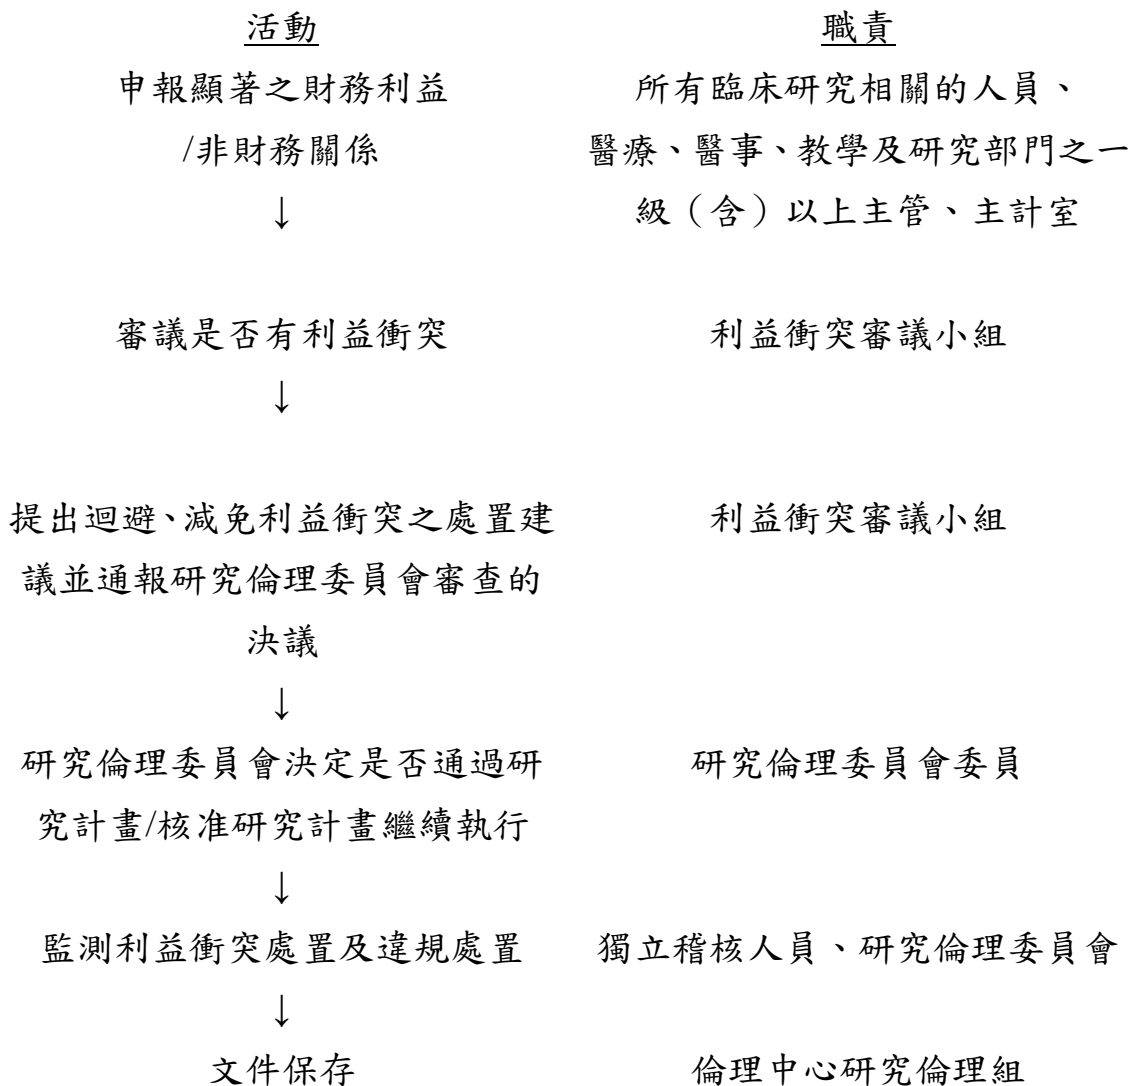 活動 職責
申報顯著之財務利益 所有臨床研究相關的人員、
/非財務關係 醫療、醫事、教學及研究部門之一
↓ 級（含）以上主管、主計室
審議是否有利益衝突 利益衝突審議小組
↓
提出迴避、減免利益衝突之處置建 利益衝突審議小組
議並通報研究倫理委員會審查的
決議
↓
研究倫理委員會決定是否通過研 研究倫理委員會委員
究計畫/核准研究計畫繼續執行
↓
監測利益衝突處置及違規處置 獨立稽核人員、研究倫理委員會
↓
文件保存 倫理中心研究倫理組